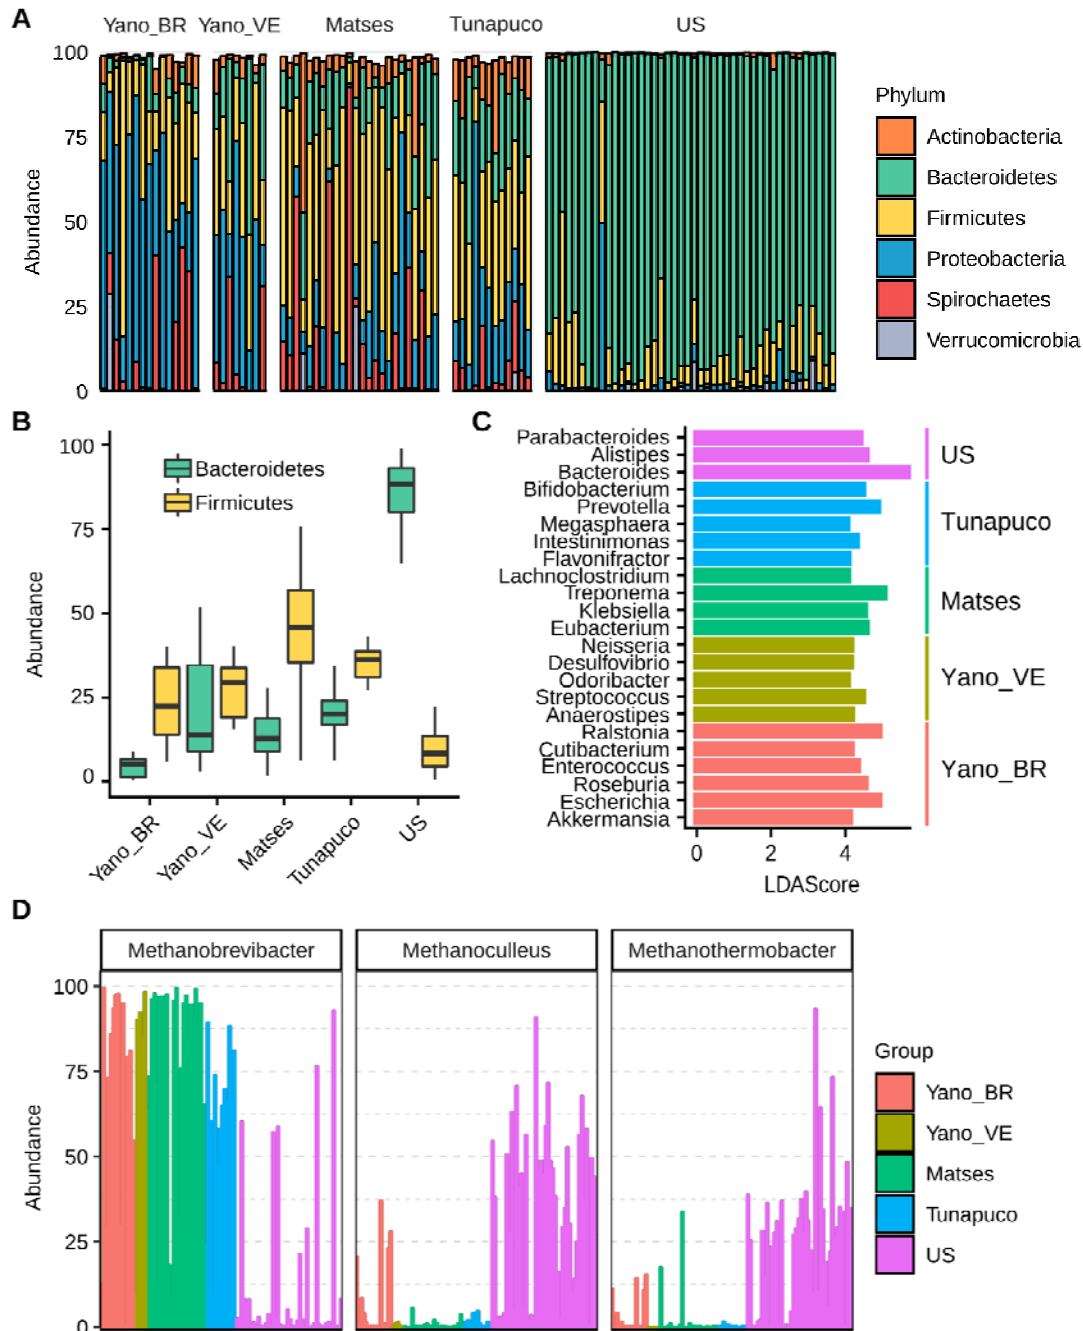 A
Yano_BR Yano_VE Matses Tunapuco US
100
75
50
25
0
Abundance
Phylum
Actinobacteria
Bacteroidetes
Firmicutes
Proteobacteria
Spirochaetes
Verrucomicrobia
B
100
75
50
25
0
Abundance
Bacteroidetes
Firmicutes
Yano_BR
Yano_VE
Matses
Tunapuco
US
C
Parabacteroides
Alistipes
Bacteroides
Bifidobacterium
Prevotella
Megasphaera
Intestinimonas
Flavonifractor
Lachnoclostridium
Treponema
Klebsiella
Eubacterium
Neisseria
Desulfovibrio
Odoribacter
Streptococcus
Anaerostipes
Ralstonia
Cutibacterium
Enterococcus
Roseburia
Escherichia
Akkermansia
US
Tunapuco
Matses
Yano_VE
Yano_BR
0 2 4
LDAScore
D
Methanobrevibacter Methanoculleus Methanothermobacter
100
75
50
25
0
Abundance
Group
Yano_BR
Yano_VE
Matses
Tunapuco
US